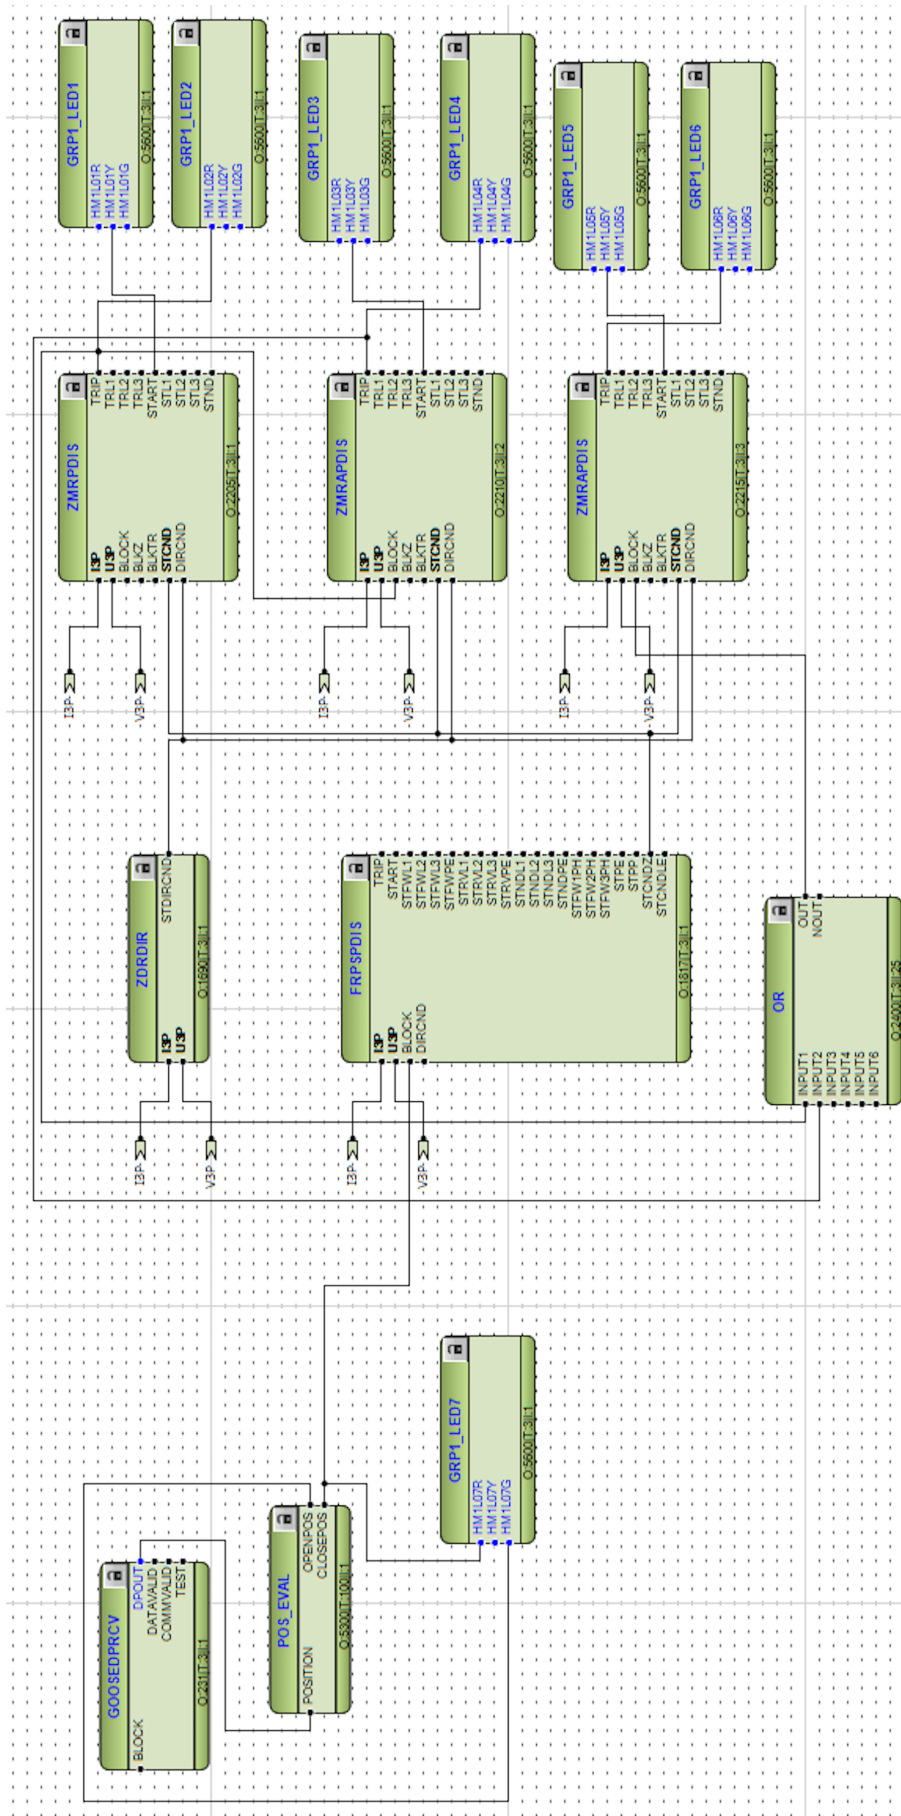 GRP1_LED1
HM1L01R
HM1L01Y
HM1L01G
O:5600|T:3|I:1
GRP1_LED2
HM1L02R
HM1L02Y
HM1L02G
O:5600|T:3|I:1
GRP1_LED3
HM1L03R
HM1L03Y
HM1L03G
O:5600|T:3|I:1
GRP1_LED4
HM1L04R
HM1L04Y
HM1L04G
O:5600|T:3|I:1
GRP1_LED5
HM1L05R
HM1L05Y
HM1L05G
O:5600|T:3|I:1
GRP1_LED6
HM1L06R
HM1L06Y
HM1L06G
O:5600|T:3|I:1
ZMRPDIS
I3P
U3P
BLOCK
BLKZ
BLKTR
STCND
DIRCND
TRIP
TRL1
TRL2
TRL3
START
STL1
STL2
STL3
STND
O:2205|T:3|I:1
ZMRAPDIS
I3P
U3P
BLOCK
BLKZ
BLKTR
STCND
DIRCND
TRIP
TRL1
TRL2
TRL3
START
STL1
STL2
STL3
STND
O:2210|T:3|I:2
ZMRAPDIS
I3P
U3P
BLOCK
BLKZ
BLKTR
STCND
DIRCND
TRIP
TRL1
TRL2
TRL3
START
STL1
STL2
STL3
STND
O:2215|T:3|I:3
I3P
V3P
I3P
V3P
I3P
V3P
ZDRDIR
I3P
U3P
STDIRCND
O:1690|T:3|I:1
FRPSPDIS
I3P
U3P
BLOCK
DIRCND
TRIP
START
STFWL1
STFWL2
STFWL3
STFWPE
STRVL1
STRVL2
STRVL3
STRVPE
STNDL1
STNDL2
STNDL3
STNDPE
STFW1PH
STFW2PH
STFW3PH
STPE
STPP
STCNDZ
STCNDLE
O:1817|T:3|I:1
OR
INPUT1
INPUT2
INPUT3
INPUT4
INPUT5
INPUT6
OUT
NOUT
O:2400|T:3|I:25
I3P
V3P
I3P
V3P
GRP1_LED7
HM1L07R
HM1L07Y
HM1L07G
O:5600|T:3|I:1
GOOSEDPRCV
BLOCK
DPOUT
DATAVALID
COMMVALID
TEST
O:231|T:3|I:1
POS_EVAL
POSITION
OPENPOS
CLOSEPOS
O:5300|T:100|I:1